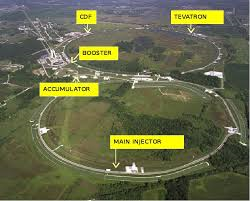 CDF
TEVATRON
BOOSTER
ACCUMULATOR
MAIN INJECTOR